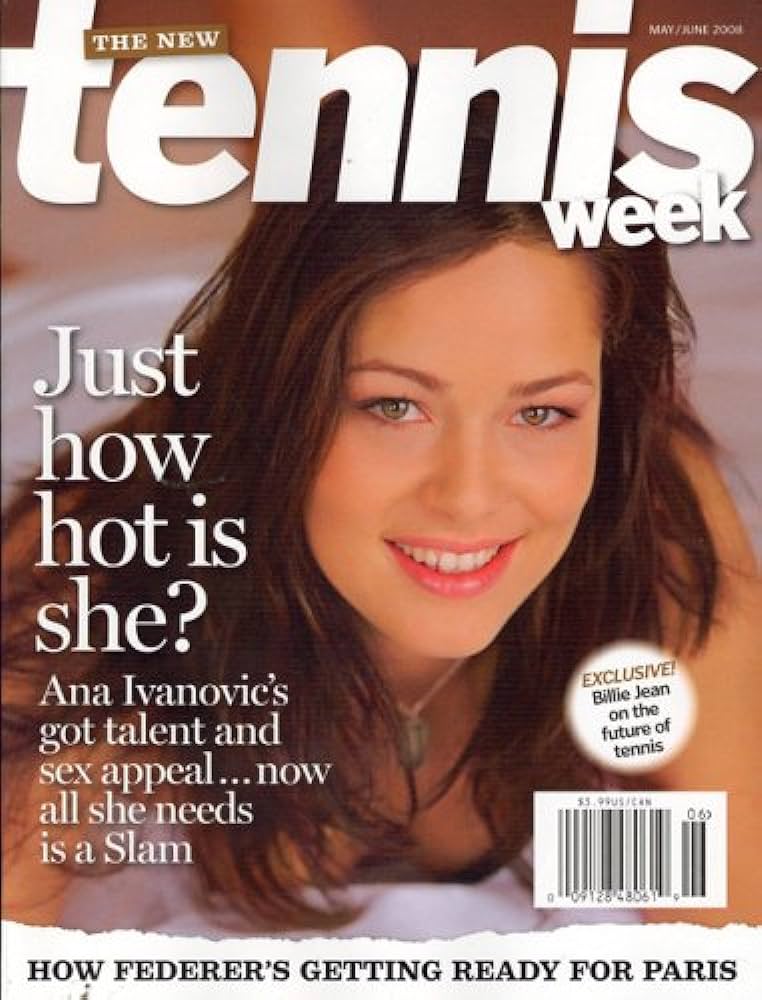 THE NEW
MAY/JUNE 2008
tennis
week
Just
how
hot is
she?
Ana Ivanovic's
got talent and
sex appeal...now
all she needs
is a Slam
EXCLUSIVE!
Billie Jean
on the
future of
tennis
$3.99US/CAN
06>
0 09128 48061 9
HOW FEDERER'S GETTING READY FOR PARIS